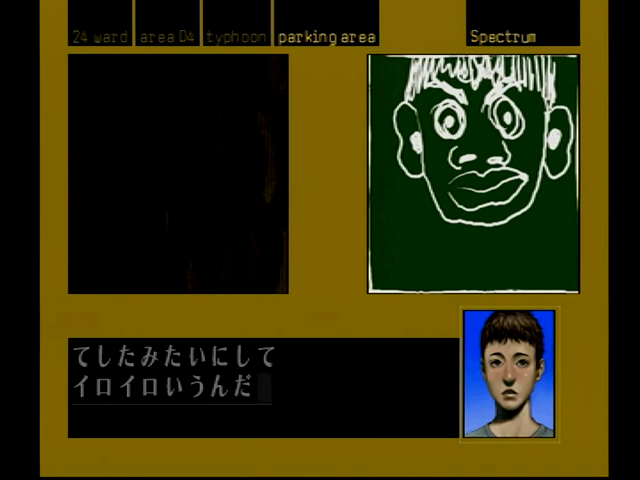 24 ward
area 04
typhoon
parking area
Spectrum
てしたみたいにして
イロイロいうんだ